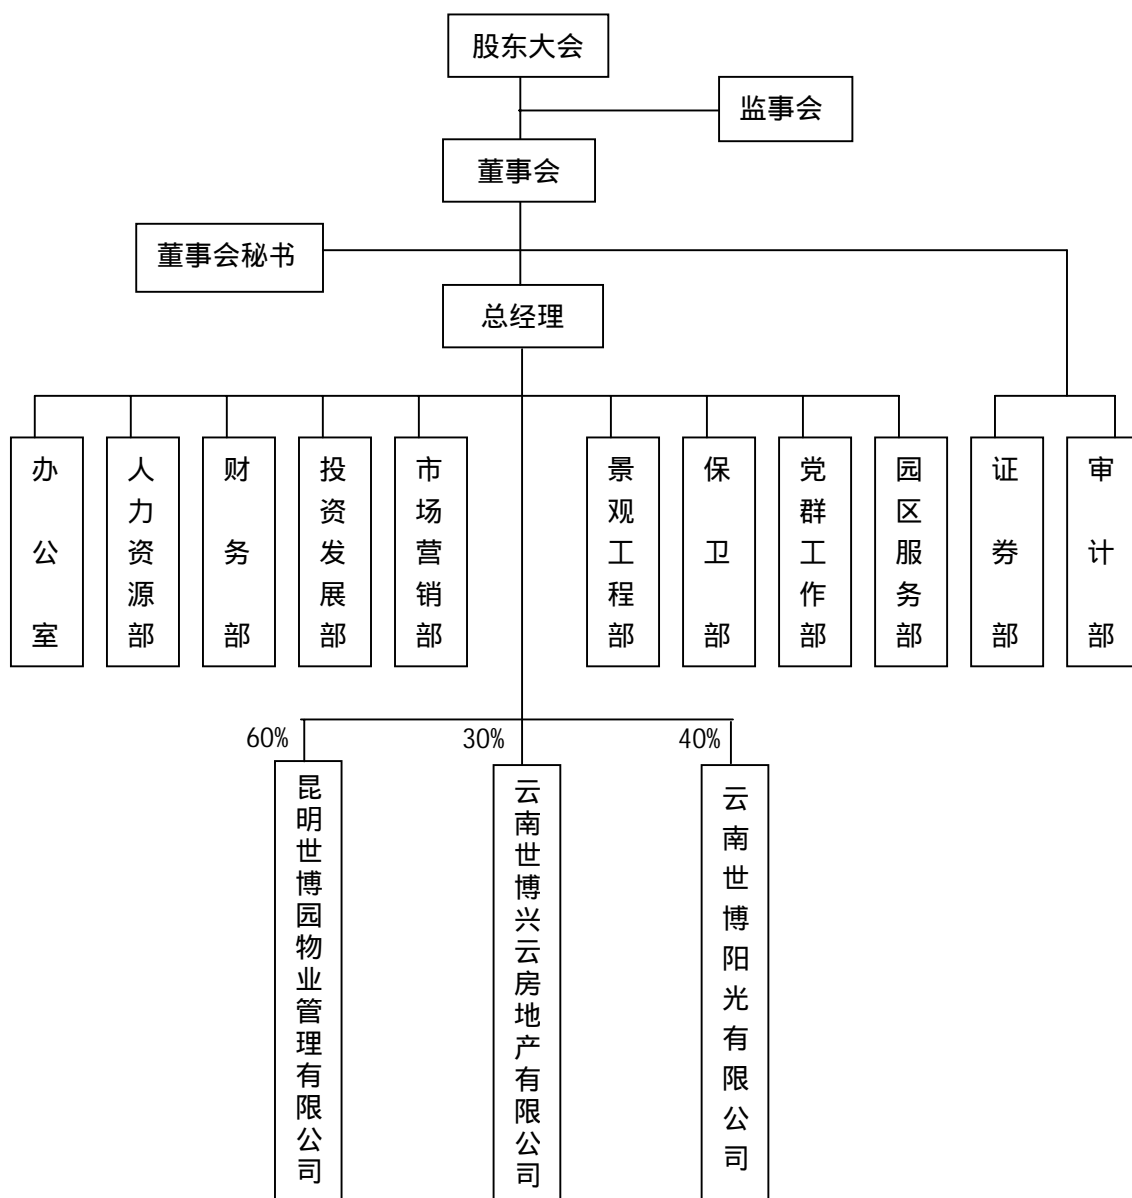 股东大会
监事会
董事会
董事会秘书
总经理
办公室
人力资源部
财务部
投资发展部
市场营销部
景观工程部
保卫部
党群工作部
园区服务部
证券部
审计部
60%
30%
40%
昆明世博园物业管理有限公司
云南世博兴云房地产有限公司
云南世博阳光有限公司